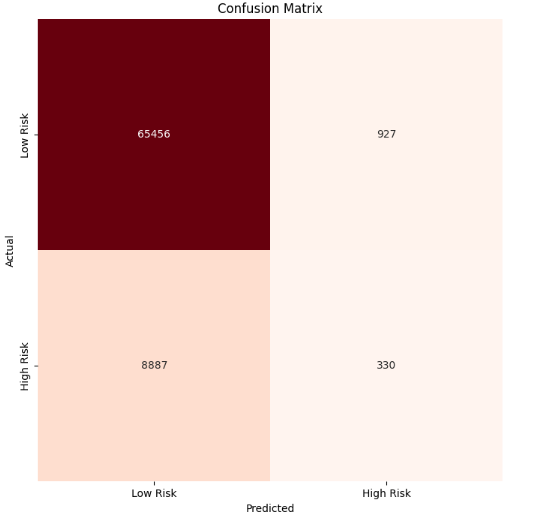 Confusion Matrix
Actual
Low Risk
65456
927
High Risk
8887
330
Low Risk
High Risk
Predicted